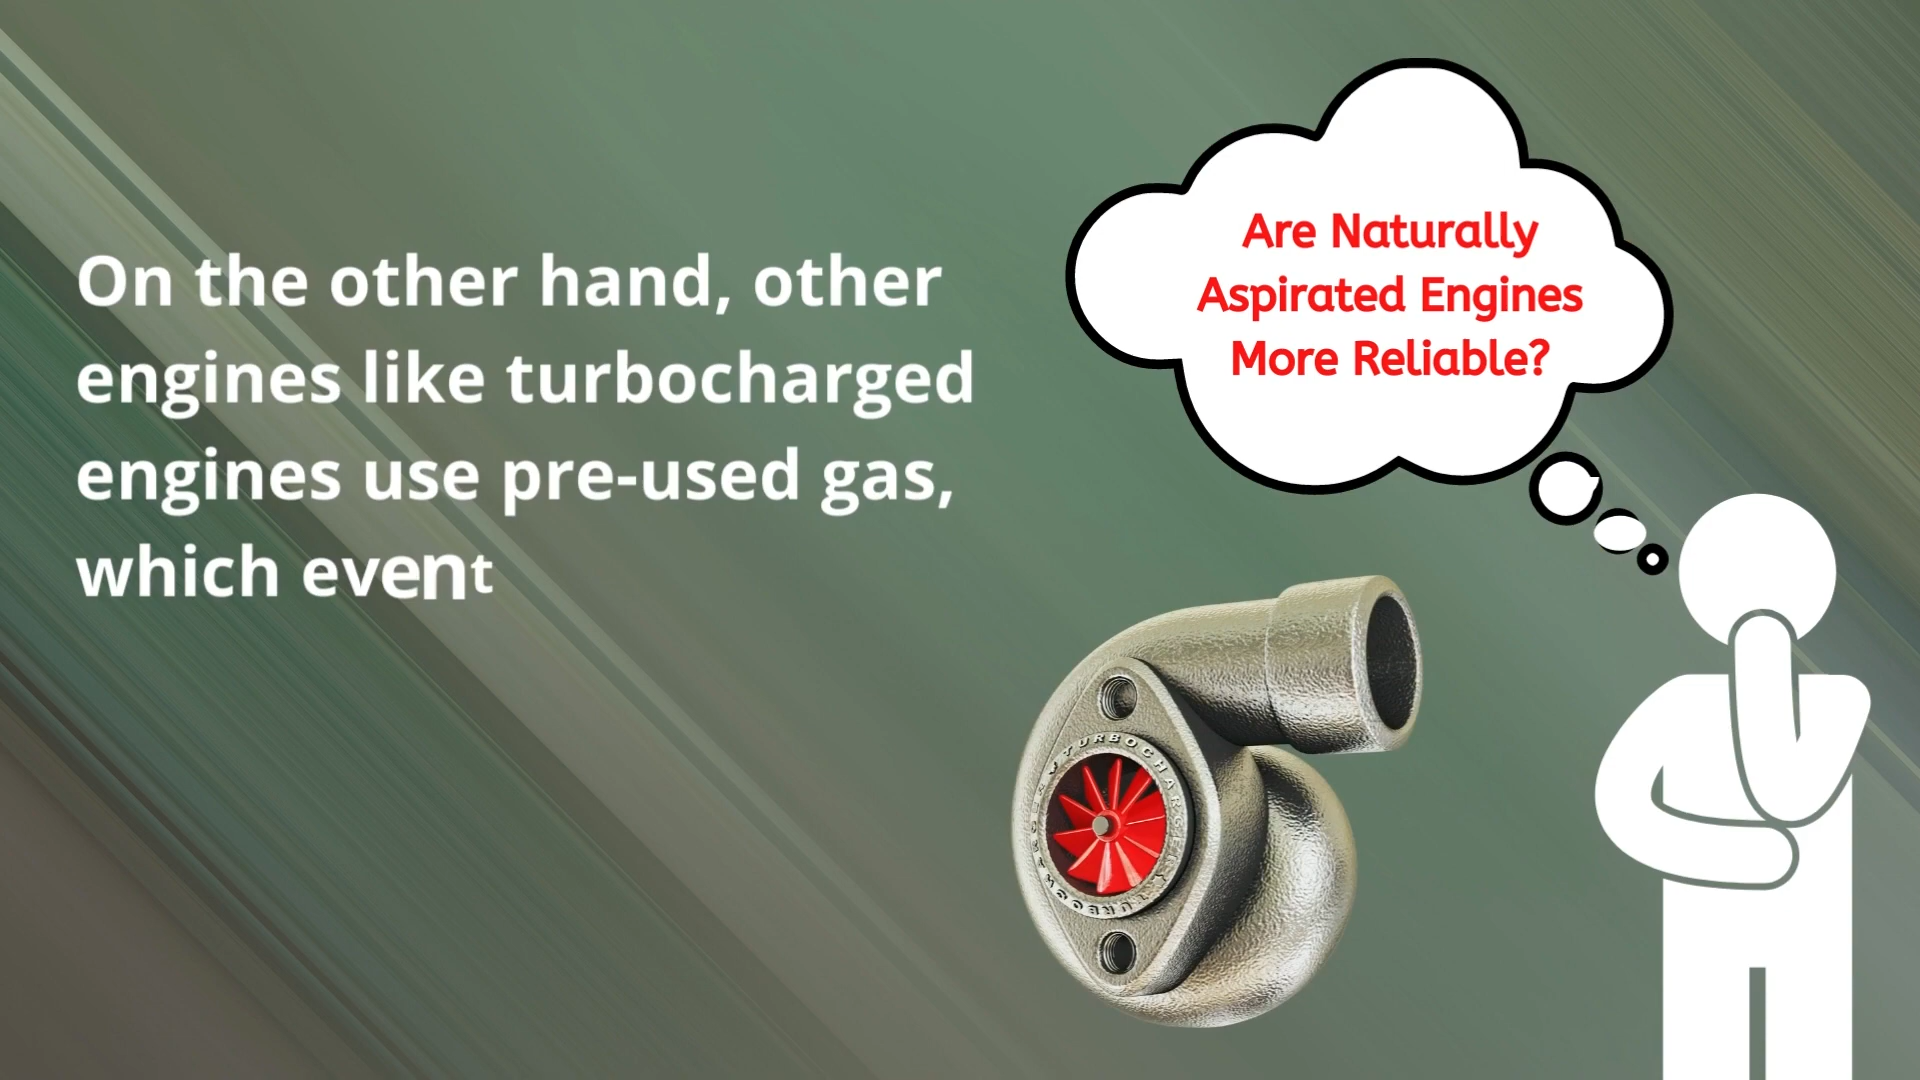 On the other hand, other
engines like turbocharged
engines use pre-used gas,
which event
Are Naturally
Aspirated Engines
More Reliable?